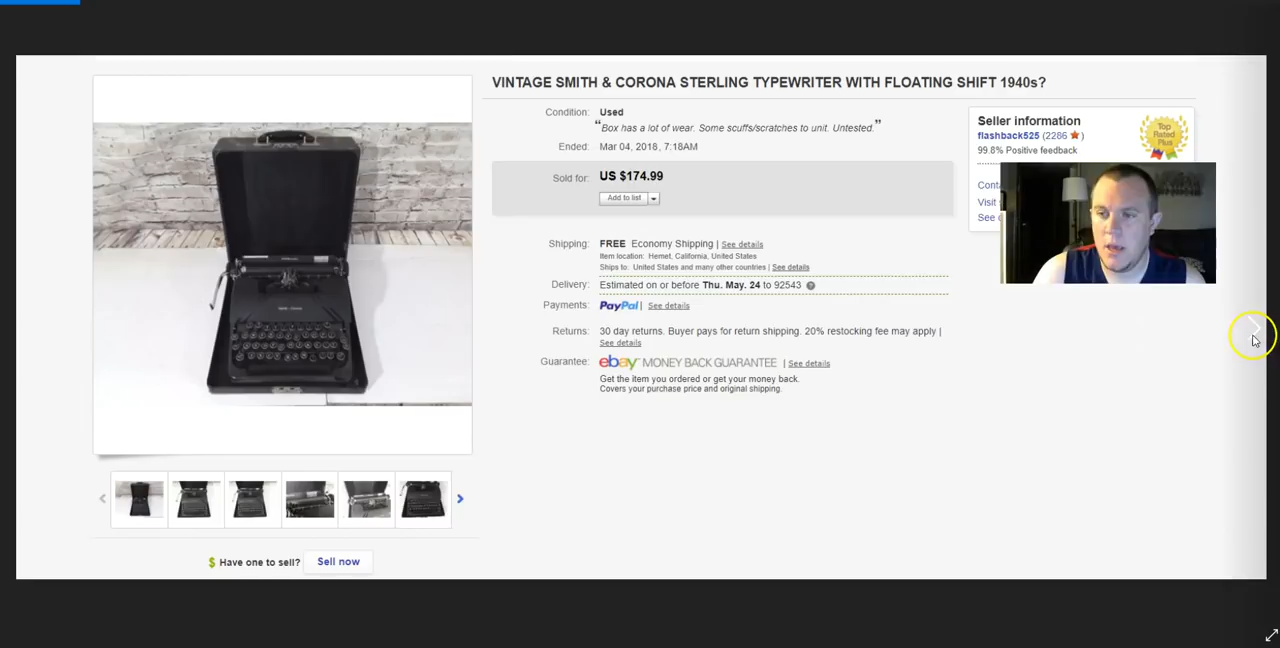 VINTAGE SMITH & CORONA STERLING TYPEWRITER WITH FLOATING SHIFT 1940s?
Condition: Used
“Box has a lot of wear. Some scuffs/scratches to unit. Untested.”
Ended: Mar 04, 2018, 7:18AM
Sold for: US $174.99
Add to list
Shipping: FREE Economy Shipping | See details
Item location: Hemet, California, United States
Ships to: United States and many other countries | See details
Delivery: Estimated on or before Thu. May. 24 to 92543 ?
Payments: PayPal | See details
Returns: 30 day returns. Buyer pays for return shipping. 20% restocking fee may apply |
See details
Guarantee: ebay MONEY BACK GUARANTEE | See details
Get the item you ordered or get your money back.
Covers your purchase price and original shipping.
Seller information
flashback525 (2286 )
99.8% Positive feedback
Top
Rated
Plus
Visit
See
$ Have one to sell? Sell now